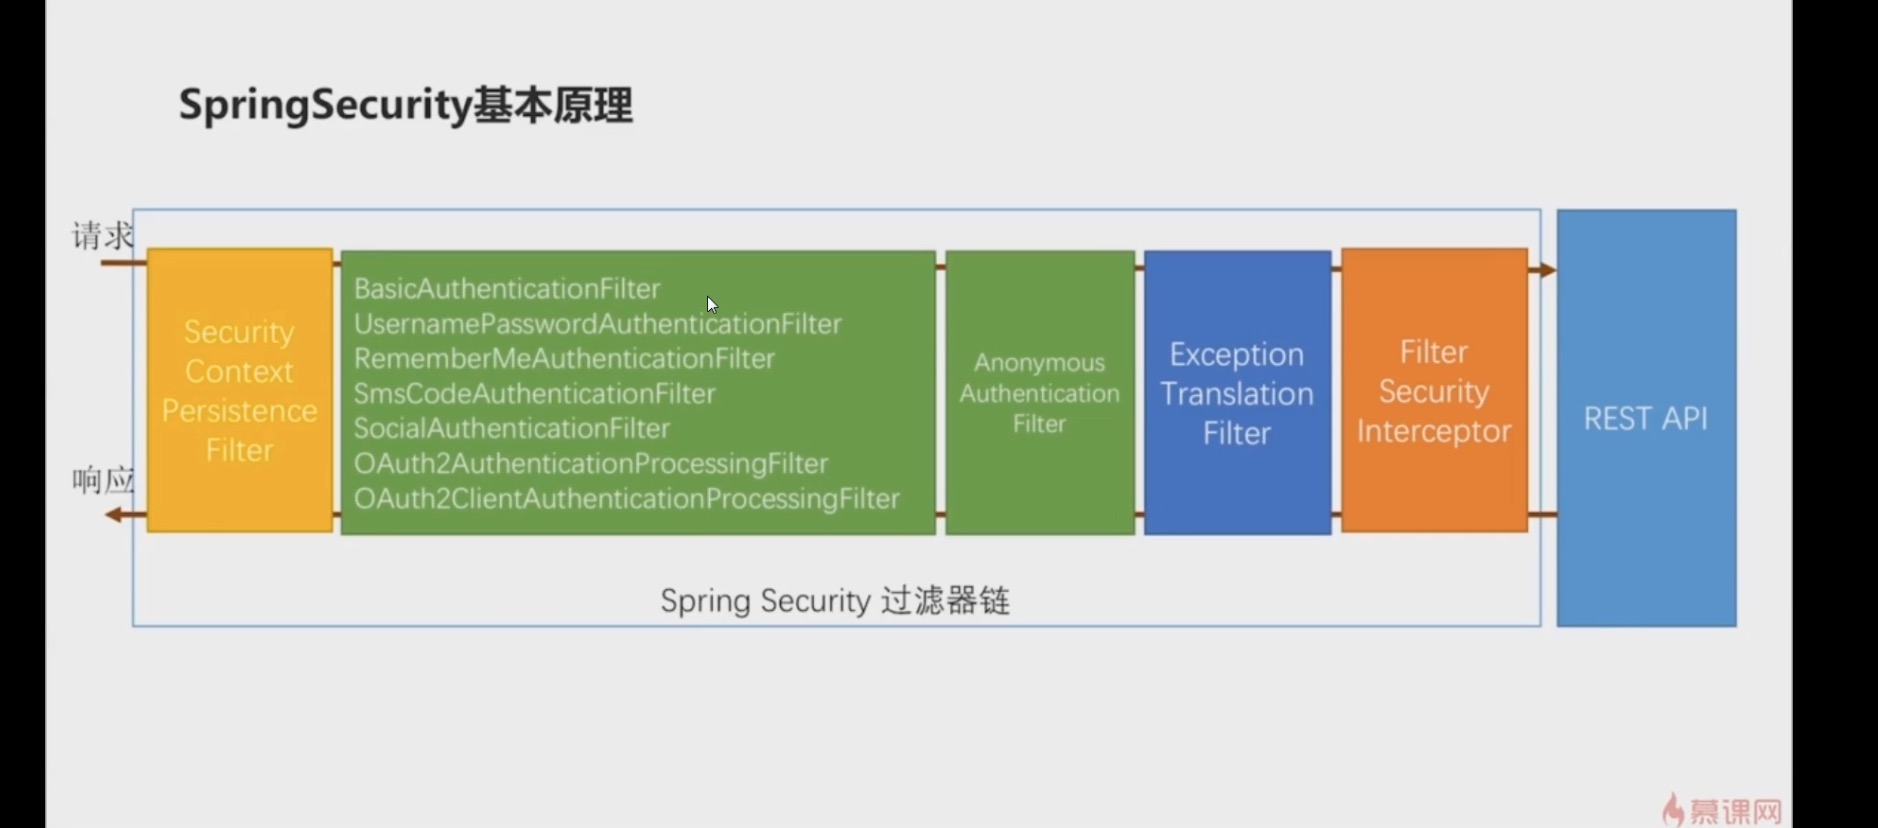 SpringSecurity基本原理
请求
响应
Security
Context
Persistence
Filter
BasicAuthenticationFilter
UsernamePasswordAuthenticationFilter
RememberMeAuthenticationFilter
SmsCodeAuthenticationFilter
SocialAuthenticationFilter
OAuth2AuthenticationProcessingFilter
OAuth2ClientAuthenticationProcessingFilter
Anonymous
Authentication
Filter
Exception
Translation
Filter
Filter
Security
Interceptor
REST API
Spring Security 过滤器链
慕课网